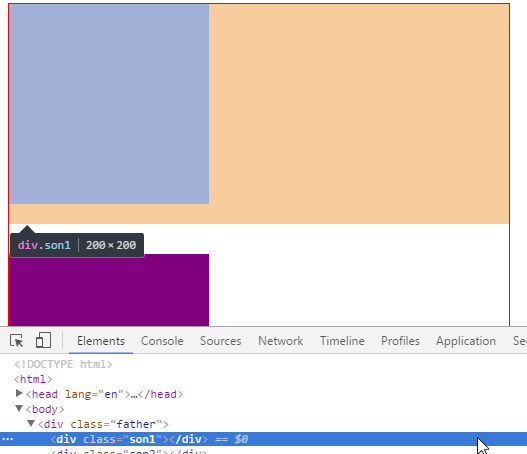 div.son1 200 × 200
Elements Console Sources Network Timeline Profiles Application Se
<!DOCTYPE html>
<html>
<head lang="en">…</head>
<body>
<div class="father">
<div class="son1"></div> == $0
<div class="son2"></div>